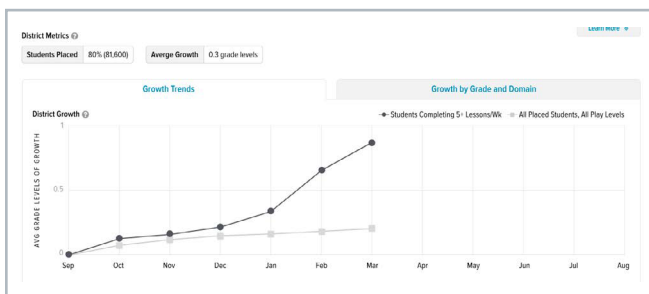 Learn More
District Metrics
Students Placed 80% (81,600) Averge Growth 0.3 grade levels
Growth Trends Growth by Grade and Domain
District Growth Students Completing 5+ Lessons/Wk All Placed Students, All Play Levels
AVG GRADE LEVELS OF GROWTH
1
0.5
0
Sep Oct Nov Dec Jan Feb Mar Apr May Jun Jul Aug